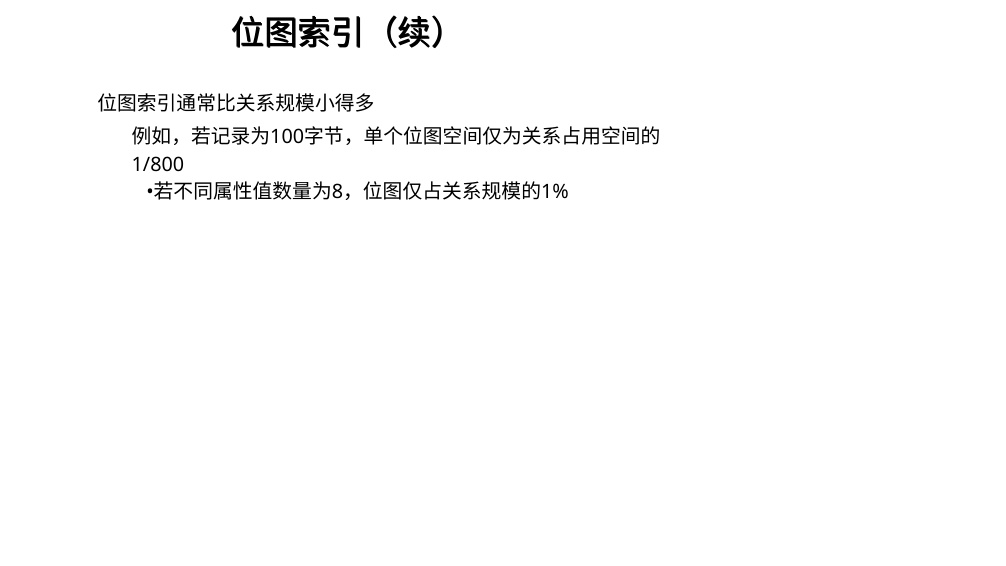 位图索引（续）
位图索引通常比关系规模小得多
例如，若记录为100字节，单个位图空间仅为关系占用空间的
1/800
•若不同属性值数量为8，位图仅占关系规模的1%